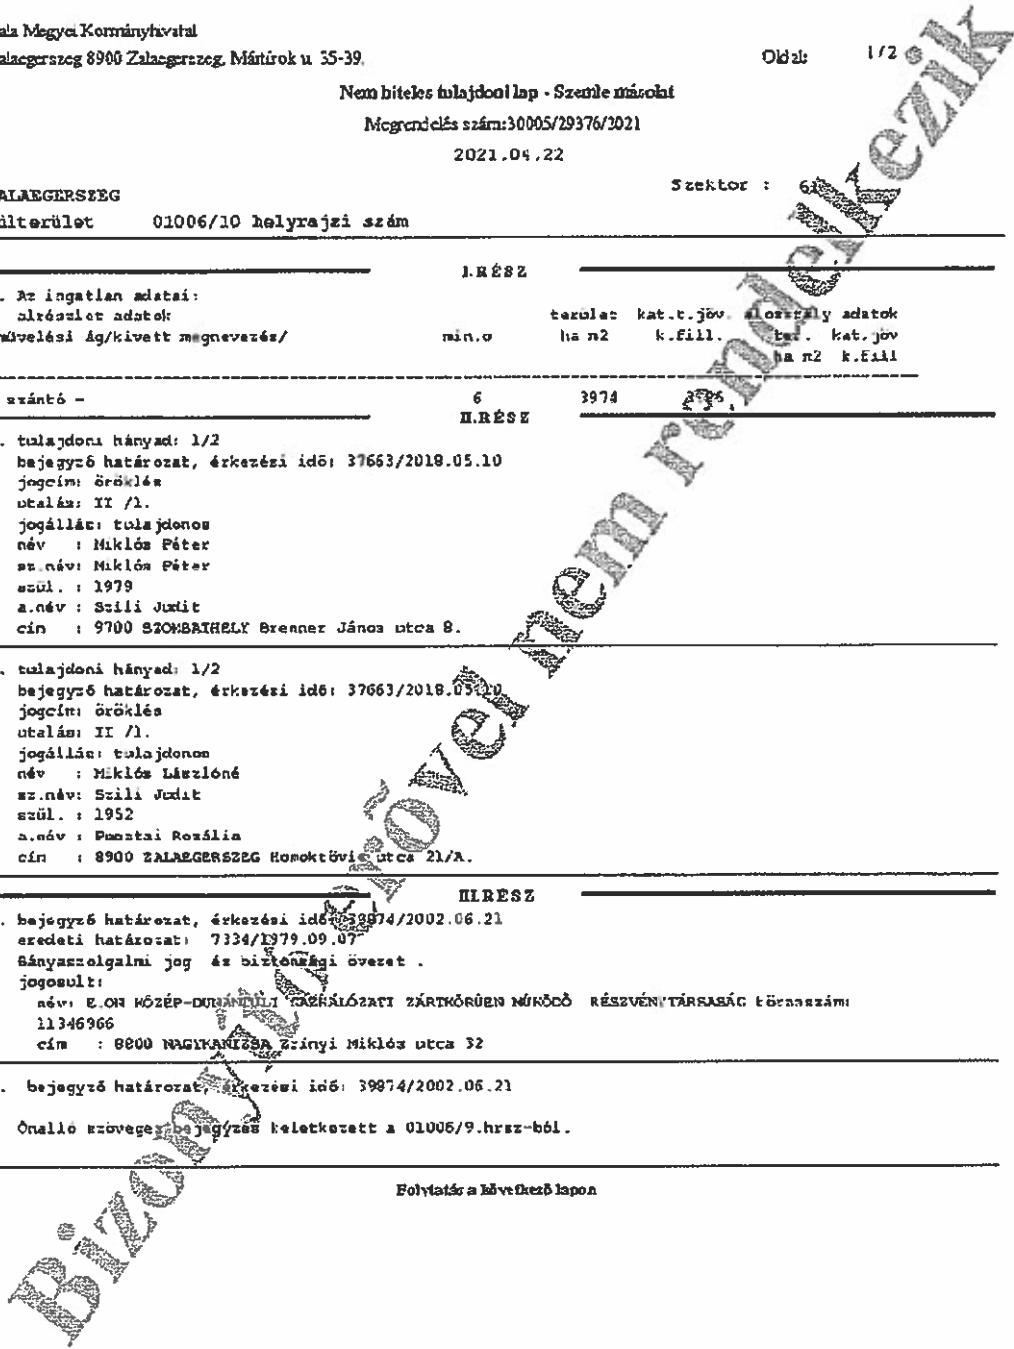 ala Megyei Kormányhivatal
alaegerszeg 8900 Zalaegerszeg, Mártírok u. 35-39.
Oldal: 1/2
Nem hiteles tulajdoni lap - Szemle másolat
Megrendelés szám:30005/29376/2021
2021.04.22
Szektor :
ALAEGERSZEG
ülterület 01006/10 helyrajzi szám
I.RÉSZ
. Az ingatlan adatai:
alrészlet adatok terület kat.t.jöv. alosztály adatok
művelési ág/kivett megnevezés/ min.o ha m2 k.fill. ter. kat.jöv
ha m2 k.fill
szántó - 6 3974
II.RÉSZ
. tulajdoni hányad: 1/2
bejegyző határozat, érkezési idő: 37663/2018.05.10
jogcím: öröklés
utalás: II /1.
jogállás: tulajdonos
név : Miklós Péter
sz.név: Miklós Péter
szül. : 1979
a.név : Szili Judit
cím : 9700 SZOMBATHELY Brenner János utca 8.
. tulajdoni hányad: 1/2
bejegyző határozat, érkezési idő: 37663/2018.05.10
jogcím: öröklés
utalás: II /1.
jogállás: tulajdonos
név : Miklós Lászlóné
sz.név: Szili Judit
szül. : 1952
a.név : Pusztai Rozália
cím : 8900 ZALAEGERSZEG Homoktövis utca 21/A.
III.RÉSZ
. bejegyző határozat, érkezési idő: 39874/2002.06.21
eredeti határozat: 7334/1979.09.07
Bányaszolgalmi jog és biztonsági övezet .
jogosult:
név: E.ON KÖZÉP-DUNÁNTÚLI GÁZHÁLÓZATI ZÁRTKÖRŰEN MŰKÖDŐ RÉSZVÉNYTÁRSASÁG törzsszám:
11346966
cím : 8800 NAGYKANIZSA Zrínyi Miklós utca 32
. bejegyző határozat, érkezési idő: 39874/2002.06.21
Önálló szöveges bejegyzés keletkezett a 01006/9.hrsz-ból.
Folytatás a következő lapon
Bizonyító erővel nem rendelkezik